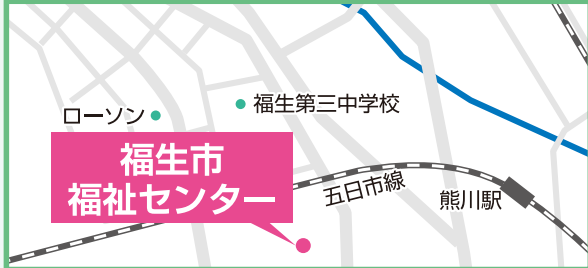 福生第三中学校
ローソン
福生市
福祉センター
五日市線
熊川駅